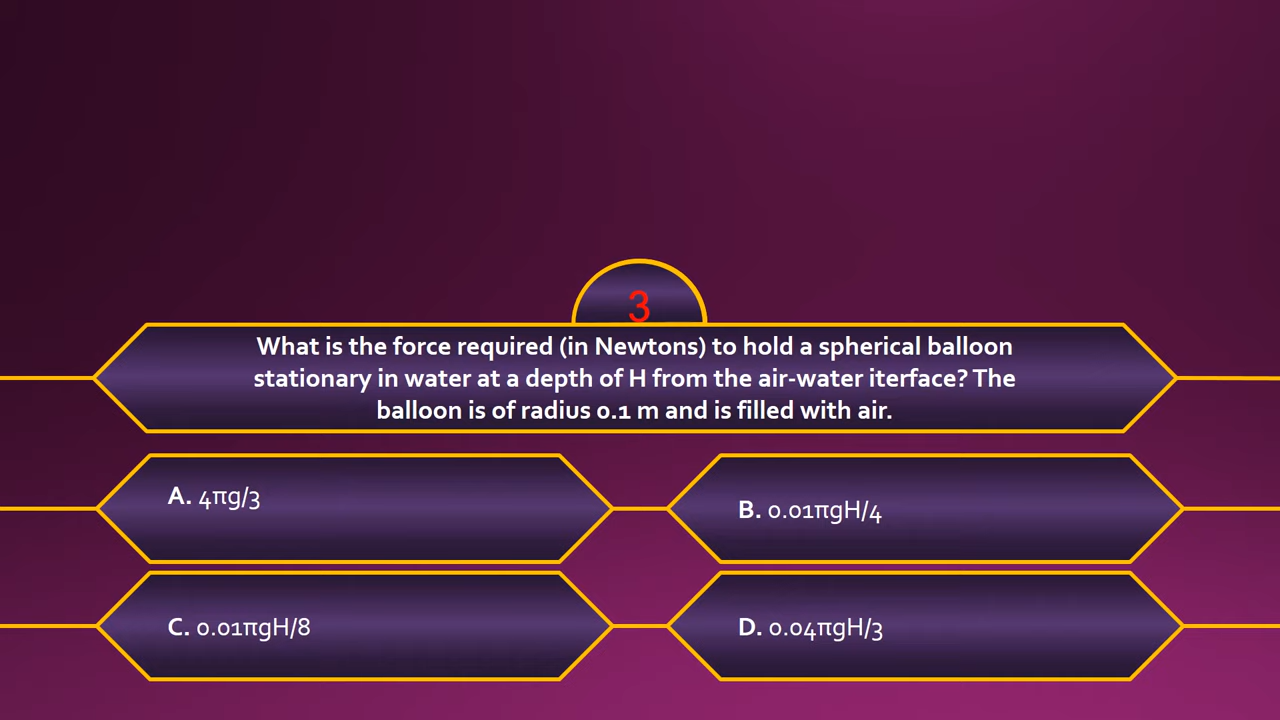 3
What is the force required (in Newtons) to hold a spherical balloon
stationary in water at a depth of H from the air-water iterface? The
balloon is of radius 0.1 m and is filled with air.
A. 4πg/3
B. 0.01πgH/4
C. 0.01πgH/8
D. 0.04πgH/3